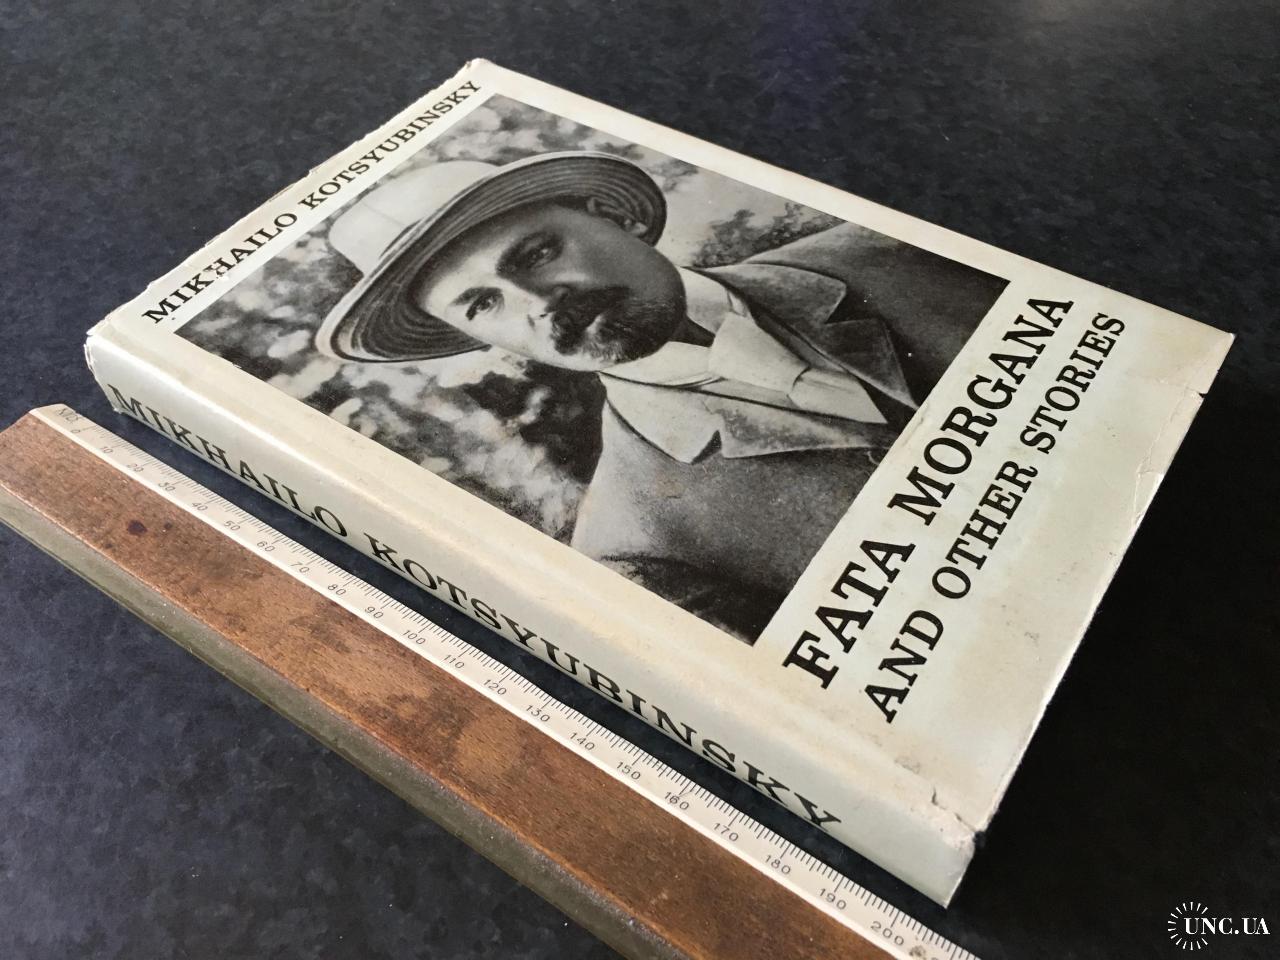 MIKHAILO KOTSYUBINSKY
FATA MORGANA
AND OTHER STORIES
MIKHAILO KOTSYUBINSKY
0 10 20 30 40 50 60 70 80 90 100 110 120 130 140 150 160 170 180 190 200
UNC.UA